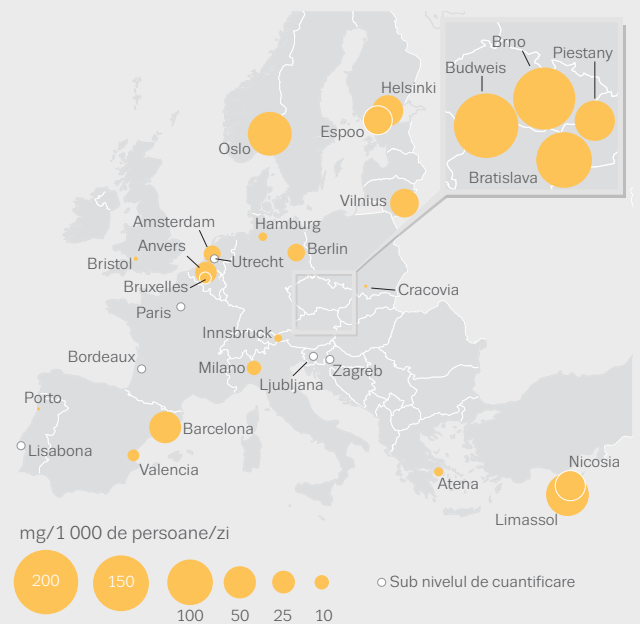 Brno
Piestany
Budweis
Helsinki
Espoo
Oslo
Bratislava
Vilnius
Amsterdam
Hamburg
Anvers
Berlin
Bristol
Utrecht
Bruxelles
Cracovia
Paris
Innsbruck
Bordeaux
Milano
Zagreb
Ljubljana
Porto
Barcelona
Lisabona
Nicosia
Valencia
Atena
Limassol
mg/1 000 de persoane/zi
200
150
Sub nivelul de cuantificare
100
50
25
10